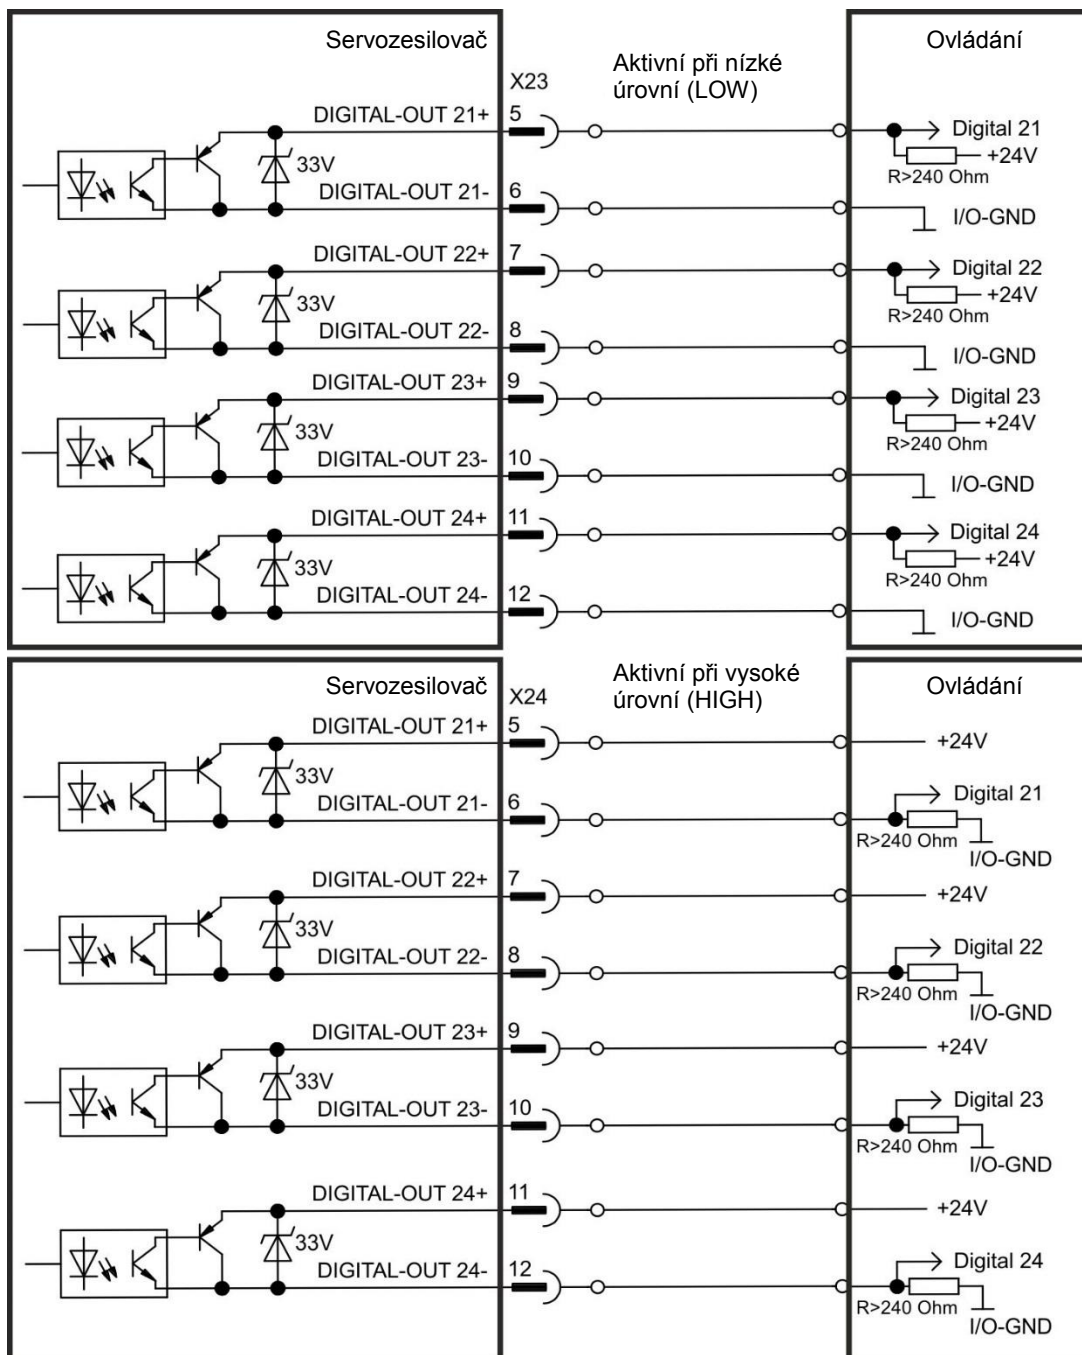 Servozesilovač
Aktivní při nízké
úrovní (LOW)
Ovládání
X23
DIGITAL-OUT 21+
5
Digital 21
33V
+24V
R>240 Ohm
DIGITAL-OUT 21-
6
I/O-GND
DIGITAL-OUT 22+
7
Digital 22
33V
+24V
R>240 Ohm
DIGITAL-OUT 22-
8
I/O-GND
DIGITAL-OUT 23+
9
Digital 23
33V
+24V
R>240 Ohm
DIGITAL-OUT 23-
10
I/O-GND
DIGITAL-OUT 24+
11
Digital 24
33V
+24V
R>240 Ohm
DIGITAL-OUT 24-
12
I/O-GND
Servozesilovač
Aktivní při vysoké
úrovní (HIGH)
Ovládání
X24
DIGITAL-OUT 21+
5
+24V
33V
DIGITAL-OUT 21-
6
Digital 21
R>240 Ohm
I/O-GND
DIGITAL-OUT 22+
7
+24V
33V
DIGITAL-OUT 22-
8
Digital 22
R>240 Ohm
I/O-GND
DIGITAL-OUT 23+
9
+24V
33V
DIGITAL-OUT 23-
10
Digital 23
R>240 Ohm
I/O-GND
DIGITAL-OUT 24+
11
+24V
33V
DIGITAL-OUT 24-
12
Digital 24
R>240 Ohm
I/O-GND